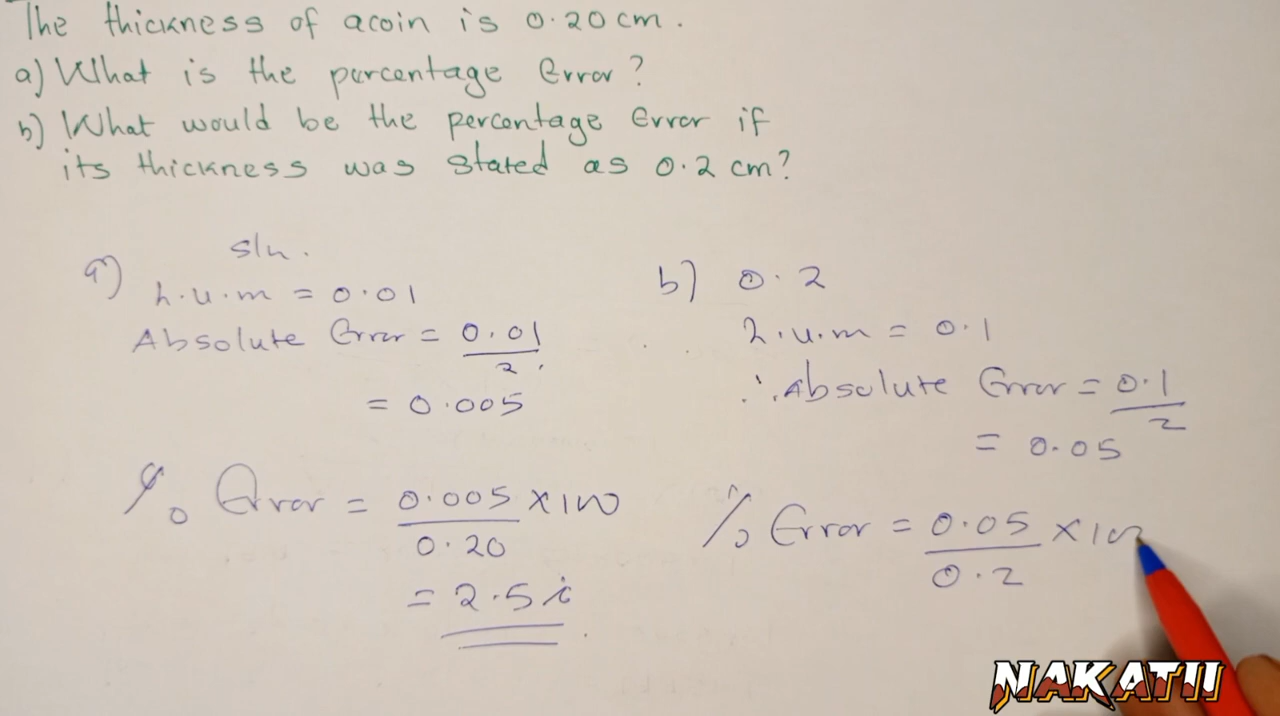 The thickness of acoin is 0.20 cm.
a) What is the percentage Error?
b) What would be the percentage Error if
its thickness was stated as 0.2 cm?
sln.
a)
L.u.m = 0.01
Absolute Error = 0.01
2
= 0.005
% Error = 0.005 × 100
0.20
= 2.5%
b) 0.2
L.u.m = 0.1
∴ Absolute Error = 0.1
2
= 0.05
% Error = 0.05 × 100
0.2
NAKATII